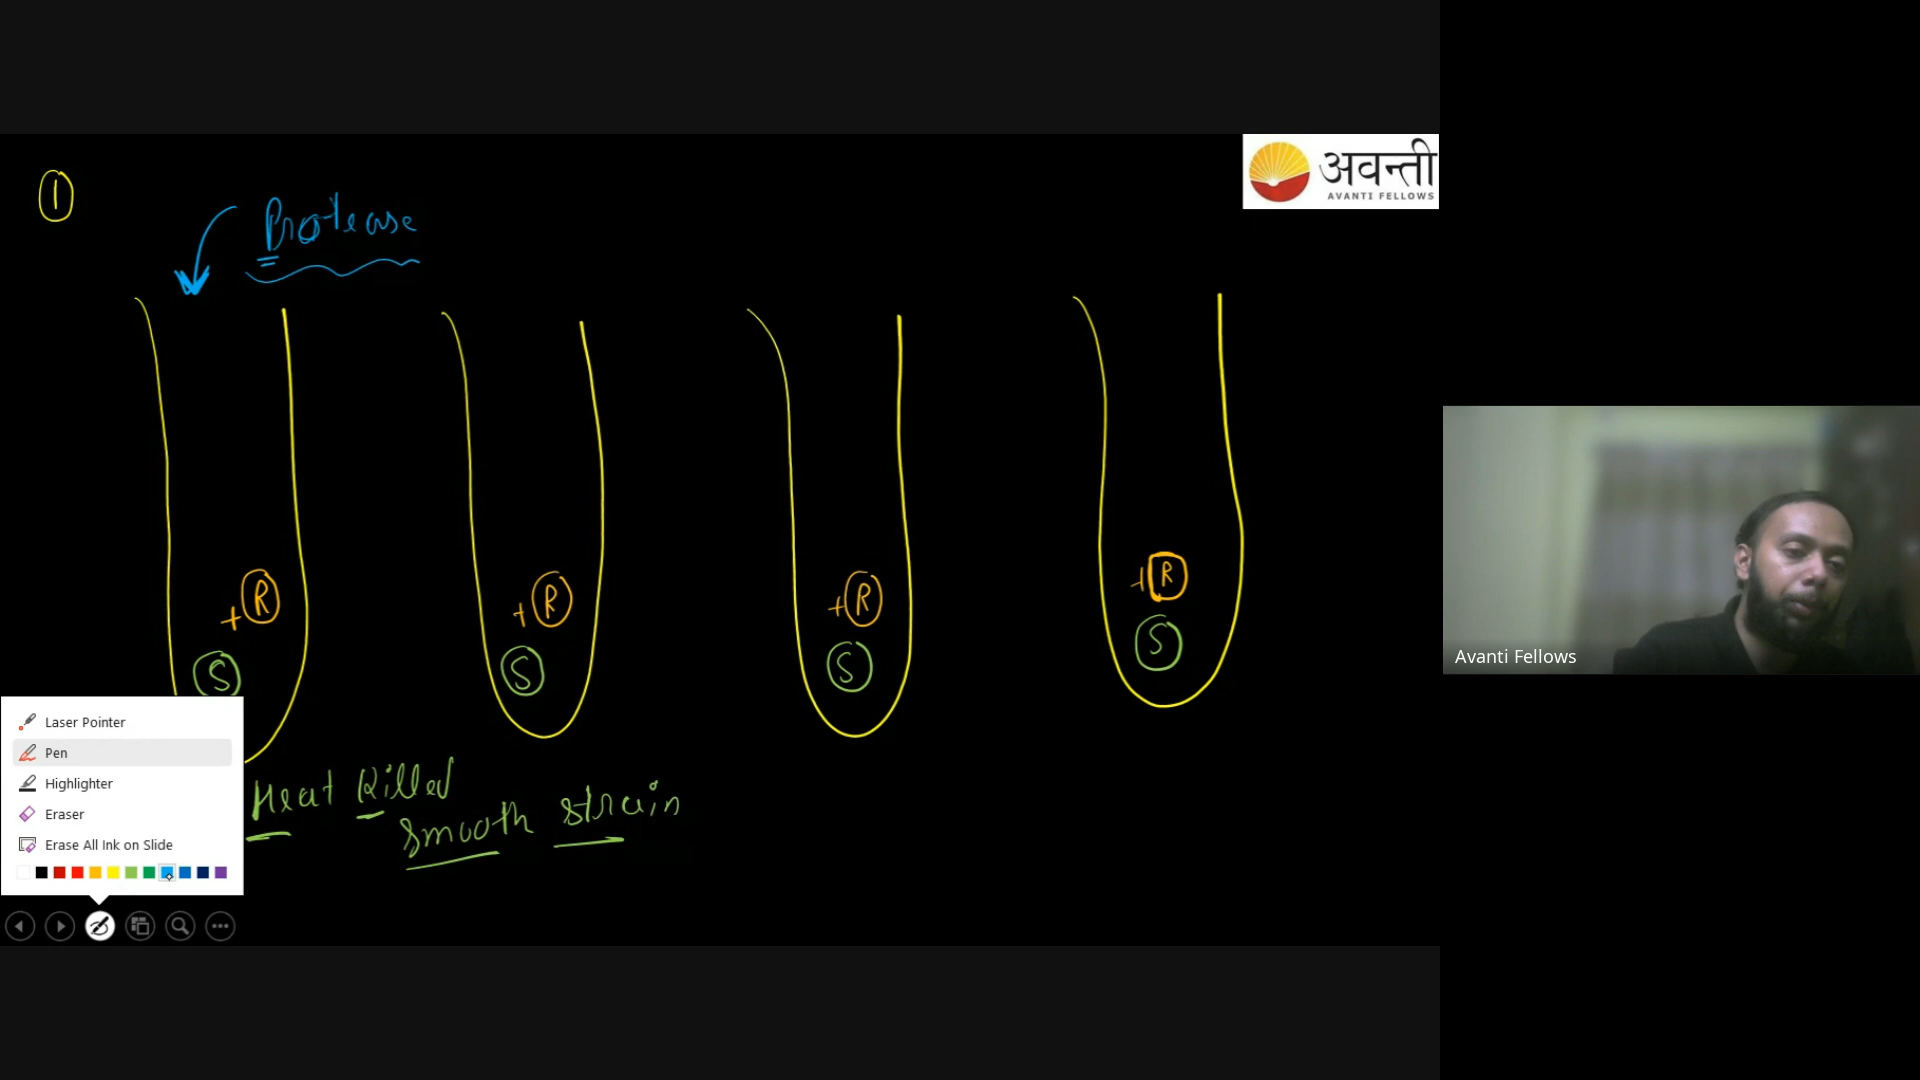 1
Protease
अवन्ती
AVANTI FELLOWS
+ R
S
+ R
S
+ R
S
+ R
S
Heat Killed
Smooth Strain
Laser Pointer
Pen
Highlighter
Eraser
Erase All Ink on Slide
Avanti Fellows